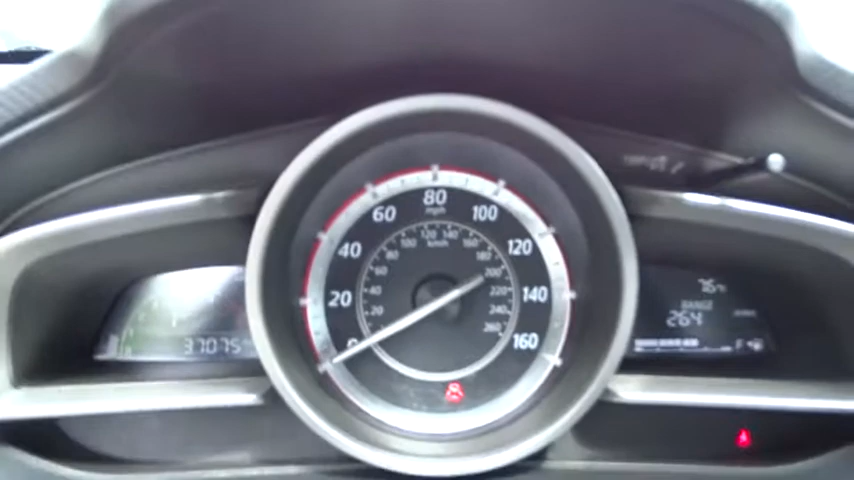 80
mph
60 100
120 140
100 km/h 160
40 80 180 120
60 200
20 40 220 140
20 240
0 260 160
37075
76°F
RANGE
264
F